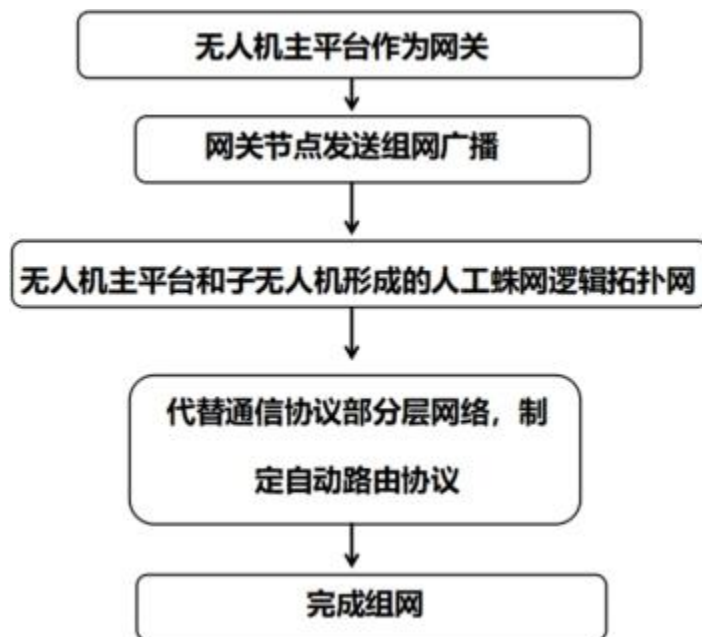 无人机主平台作为网关
网关节点发送组网广播
无人机主平台和子无人机形成的人工蛛网逻辑拓扑网
代替通信协议部分层网络，制
定自动路由协议
完成组网